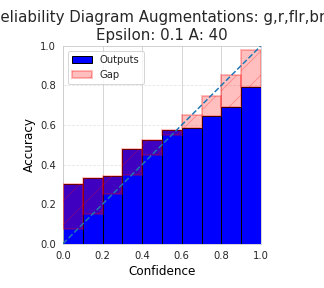 eliability Diagram Augmentations: g,r,flr,br
Epsilon: 0.1 A: 40
1.0
0.8
0.6
0.4
0.2
0.0
Accuracy
Outputs
Gap
0.0 0.2 0.4 0.6 0.8 1.0
Confidence